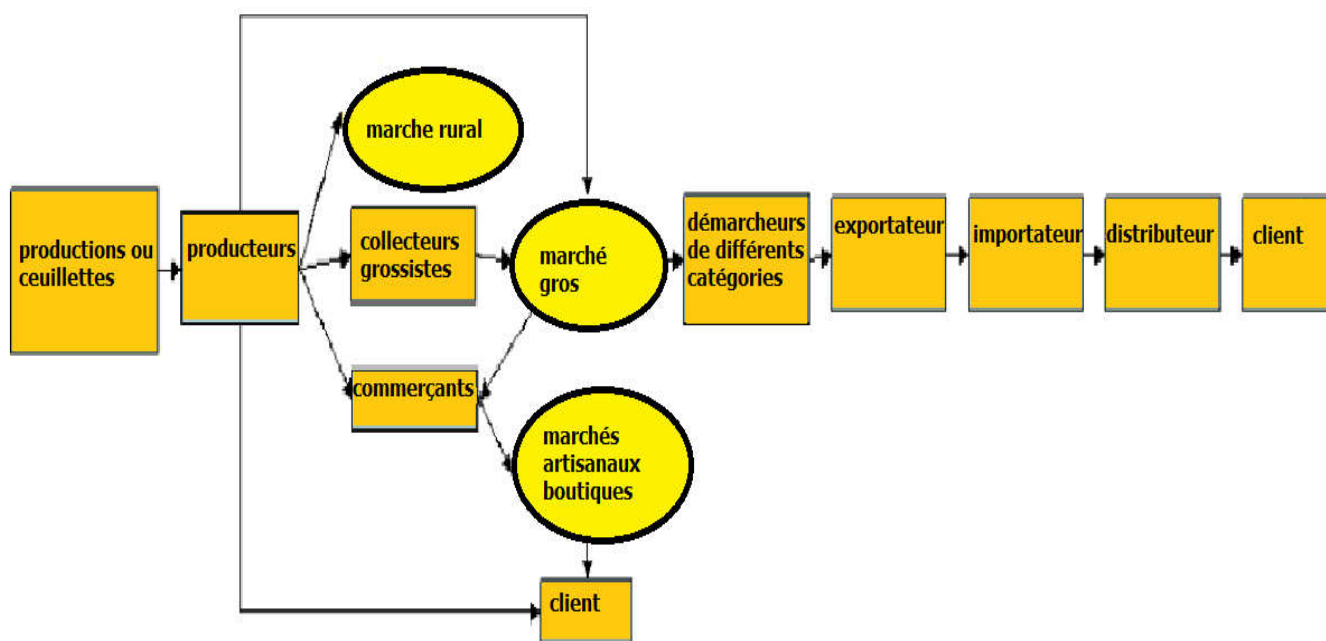 marche rural
productions ou
ceuillettes
producteurs
collecteurs
grossistes
marché
gros
démarcheurs
de différents
catégories
exportateur
importateur
distributeur
client
commerçants
marchés
artisanaux
boutiques
client